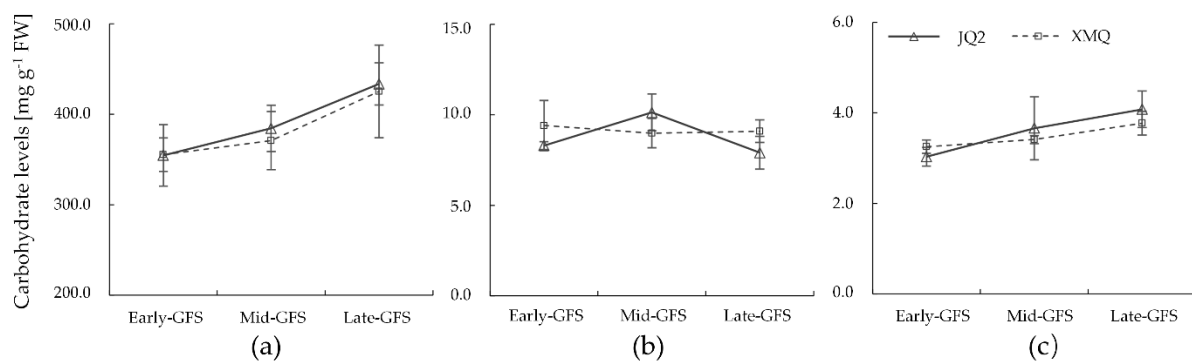 Carbohydrate levels [mg g⁻¹ FW]
500.0
400.0
300.0
200.0
Early-GFS Mid-GFS Late-GFS
(a)
15.0
10.0
5.0
0.0
Early-GFS Mid-GFS Late-GFS
(b)
6.0
4.0
2.0
0.0
JQ2 XMQ
Early-GFS Mid-GFS Late-GFS
(c)